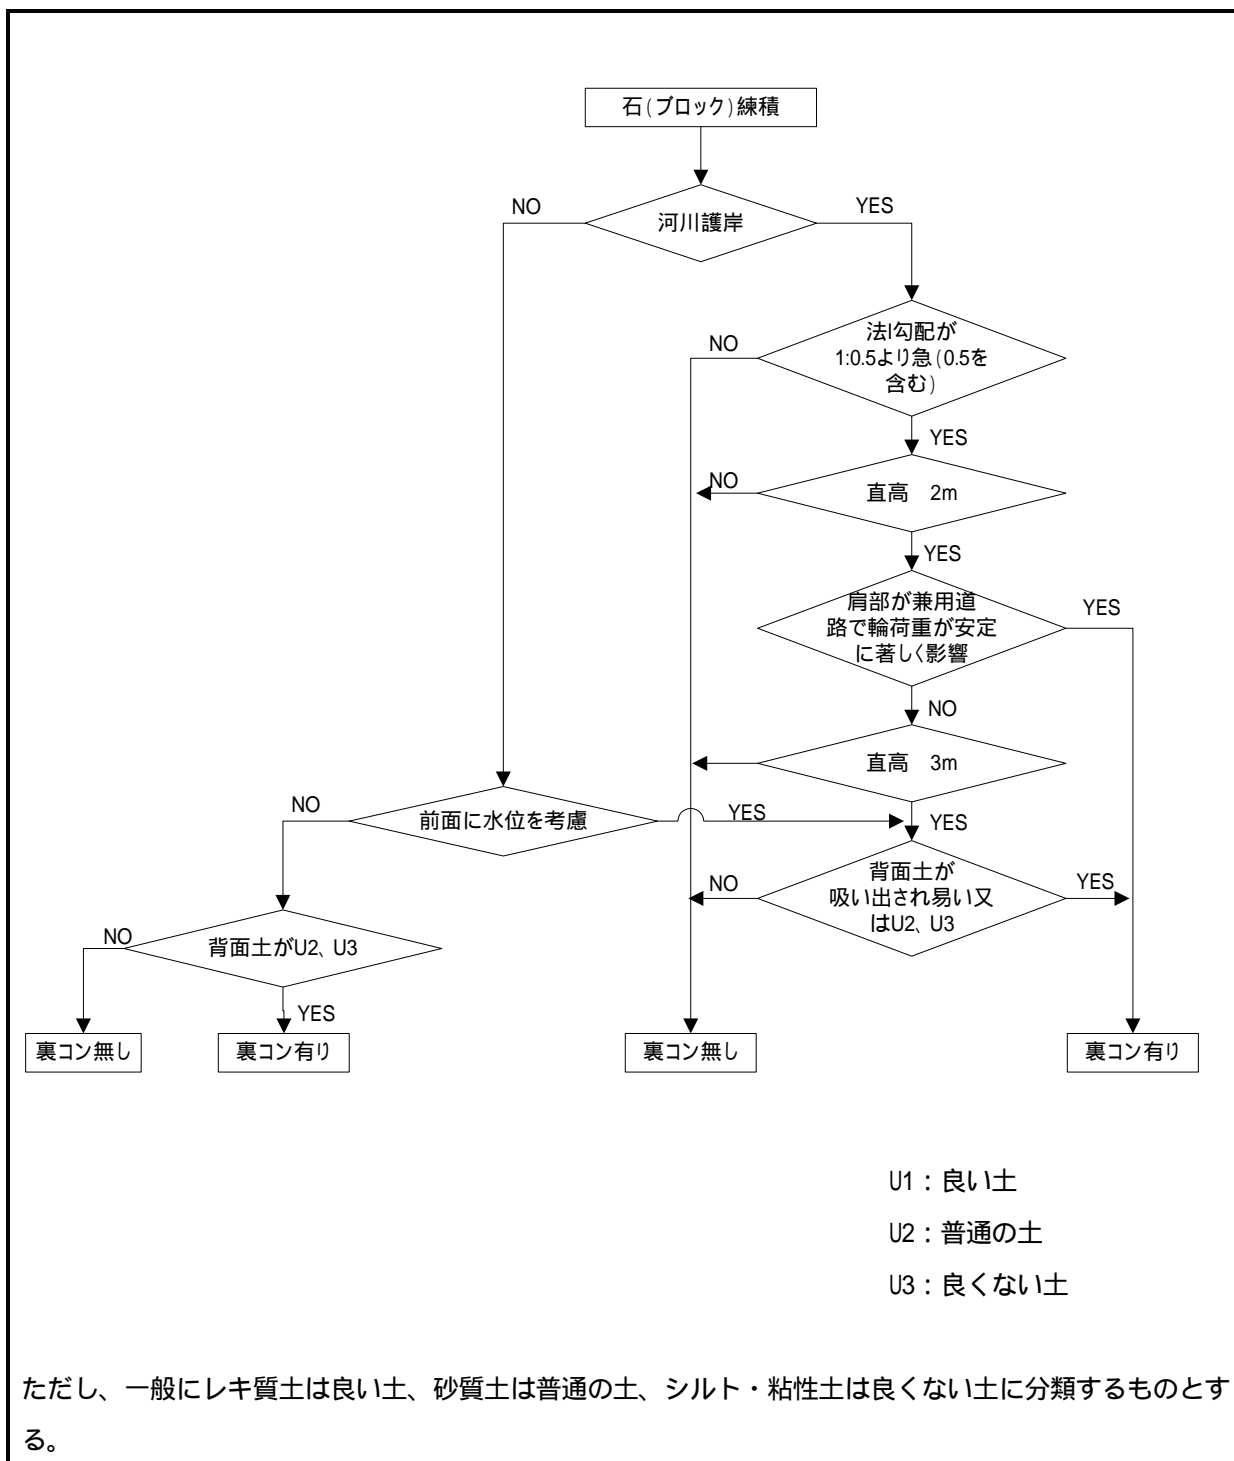 石(ブロック)練積
NO
YES
河川護岸
法勾配が
1:0.5より急(0.5を
含む)
NO
YES
直高　2m
NO
YES
肩部が兼用道
路で輪荷重が安定
に著しく影響
YES
NO
直高　3m
YES
NO
前面に水位を考慮
YES
背面土が
吸い出され易い又
はU2、U3
NO
YES
背面土がU2、U3
NO
YES
裏コン無し
裏コン有り
裏コン無し
裏コン有り
U1：良い土
U2：普通の土
U3：良くない土
ただし、一般にレキ質土は良い土、砂質土は普通の土、シルト・粘性土は良くない土に分類するものとす
る。